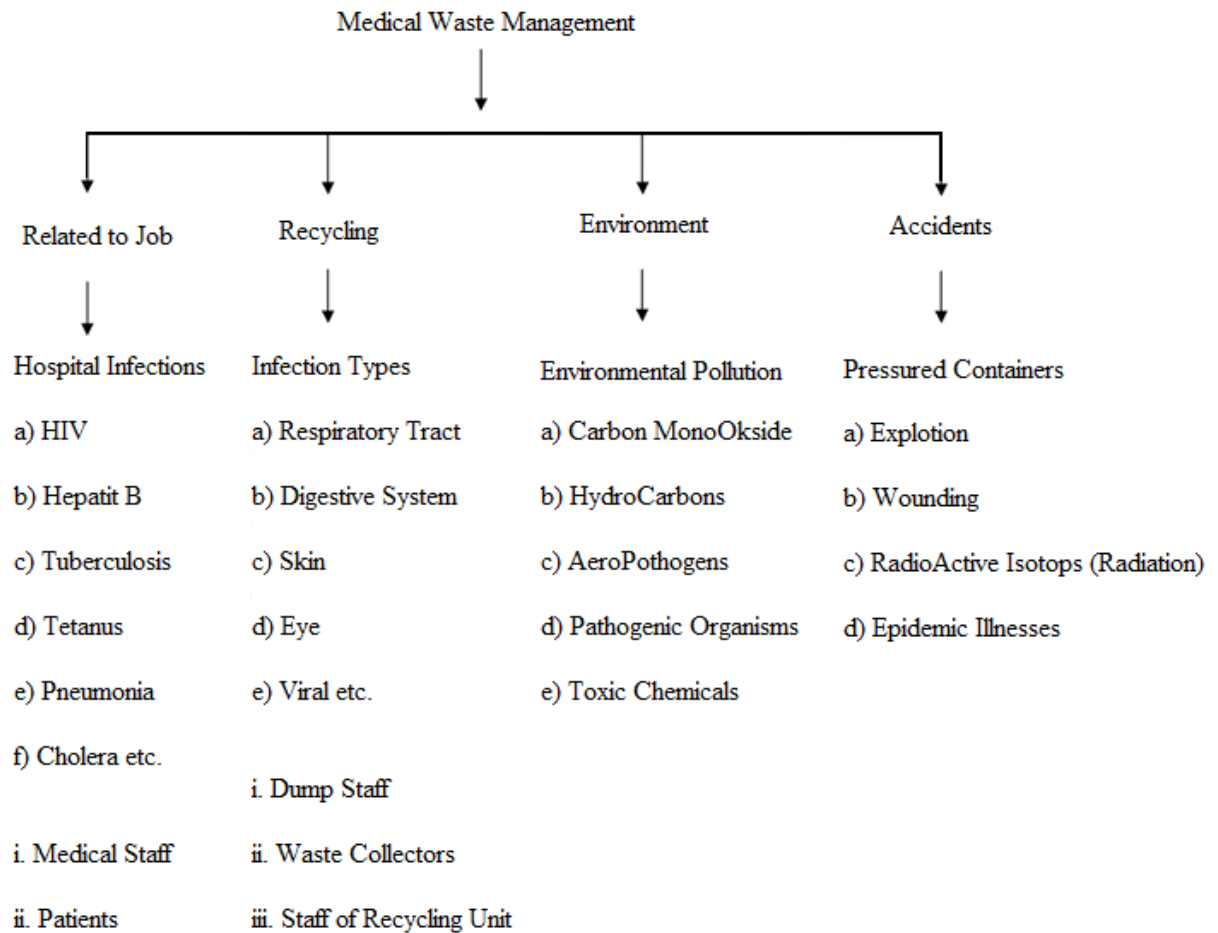 Medical Waste Management
Related to Job
Recycling
Environment
Accidents
Hospital Infections
a) HIV
b) Hepatit B
c) Tuberculosis
d) Tetanus
e) Pneumonia
f) Cholera etc.
i. Medical Staff
ii. Patients
Infection Types
a) Respiratory Tract
b) Digestive System
c) Skin
d) Eye
e) Viral etc.
i. Dump Staff
ii. Waste Collectors
iii. Staff of Recycling Unit
Environmental Pollution
a) Carbon MonoOkside
b) HydroCarbons
c) AeroPothogens
d) Pathogenic Organisms
e) Toxic Chemicals
Pressured Containers
a) Explotion
b) Wounding
c) RadioActive Isotops (Radiation)
d) Epidemic Illnesses